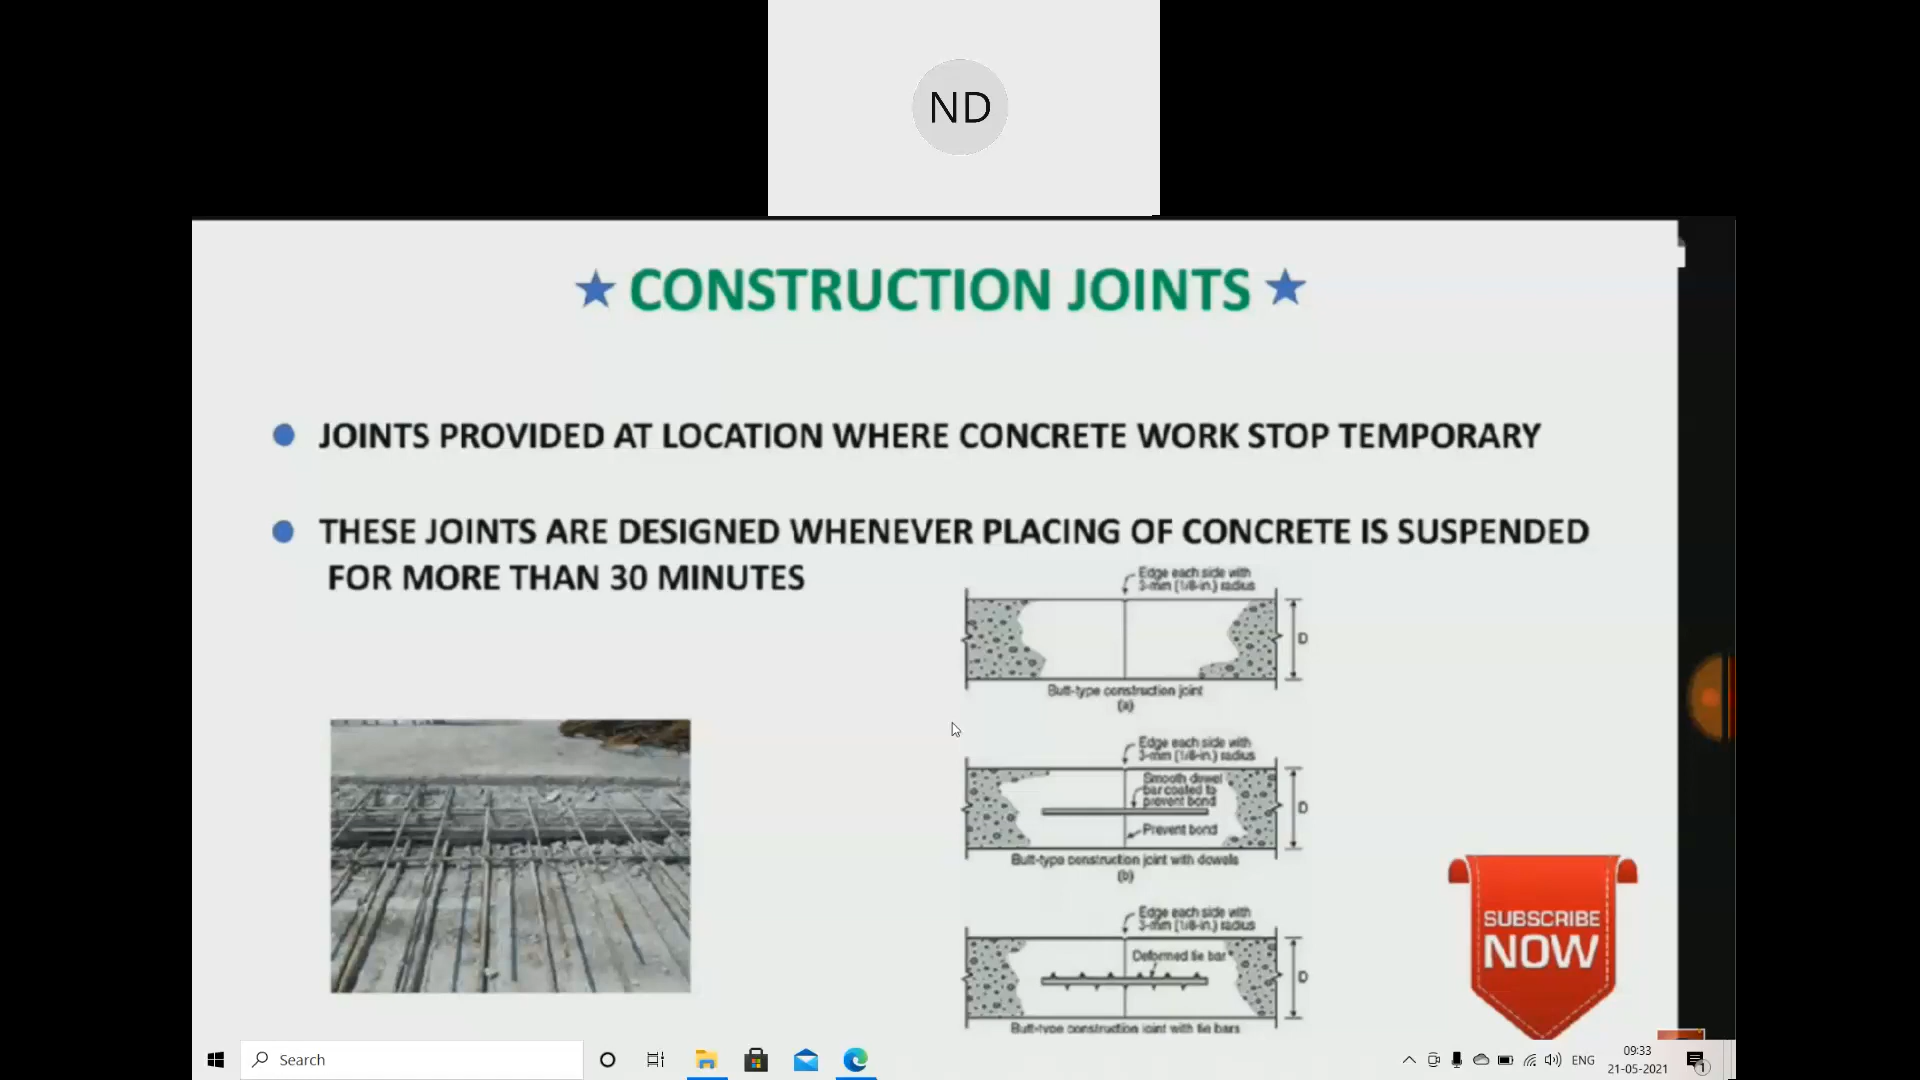 ND
CONSTRUCTION JOINTS
JOINTS PROVIDED AT LOCATION WHERE CONCRETE WORK STOP TEMPORARY
THESE JOINTS ARE DESIGNED WHENEVER PLACING OF CONCRETE IS SUSPENDED
FOR MORE THAN 30 MINUTES
Edge each side with
3-mm (1/8-in.) radius
D
Butt-type construction joint
(a)
Edge each side with
3-mm (1/8-in.) radius
Smooth dowel
bar coated to
prevent bond
D
Prevent bond
Butt-type construction joint with dowels
(b)
Edge each side with
3-mm (1/8-in.) radius
Deformed tie bar
D
Butt-type construction joint with tie bars
SUBSCRIBE
NOW
Search
ENG
09:33
21-05-2021
1